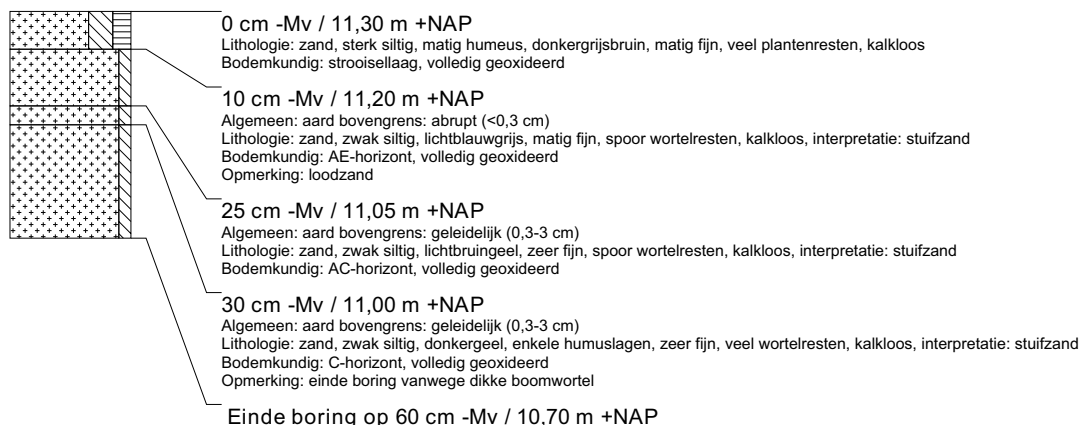 0 cm -Mv / 11,30 m +NAP
Lithologie: zand, sterk siltig, matig humeus, donkergrijsbruin, matig fijn, veel plantenresten, kalkloos
Bodemkundig: strooisellaag, volledig geoxideerd
10 cm -Mv / 11,20 m +NAP
Algemeen: aard bovengrens: abrupt (<0,3 cm)
Lithologie: zand, zwak siltig, lichtblauwgrijs, matig fijn, spoor wortelresten, kalkloos, interpretatie: stuifzand
Bodemkundig: AE-horizont, volledig geoxideerd
Opmerking: loodzand
25 cm -Mv / 11,05 m +NAP
Algemeen: aard bovengrens: geleidelijk (0,3-3 cm)
Lithologie: zand, zwak siltig, lichtbruingeel, zeer fijn, spoor wortelresten, kalkloos, interpretatie: stuifzand
Bodemkundig: AC-horizont, volledig geoxideerd
30 cm -Mv / 11,00 m +NAP
Algemeen: aard bovengrens: geleidelijk (0,3-3 cm)
Lithologie: zand, zwak siltig, donkergeel, enkele humuslagen, zeer fijn, veel wortelresten, kalkloos, interpretatie: stuifzand
Bodemkundig: C-horizont, volledig geoxideerd
Opmerking: einde boring vanwege dikke boomwortel
Einde boring op 60 cm -Mv / 10,70 m +NAP